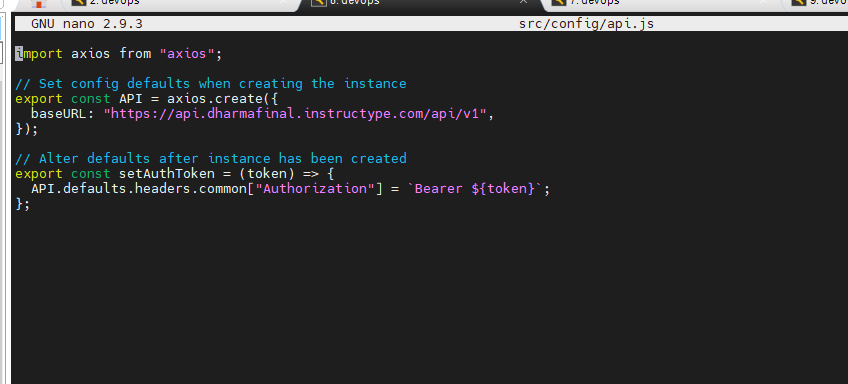 2. devops
6. devops
7. devops
9. devo
GNU nano 2.9.3 src/config/api.js
import axios from "axios";
// Set config defaults when creating the instance
export const API = axios.create({
baseURL: "https://api.dharmafinal.instructype.com/api/v1",
});
// Alter defaults after instance has been created
export const setAuthToken = (token) => {
API.defaults.headers.common["Authorization"] = `Bearer ${token}`;
};